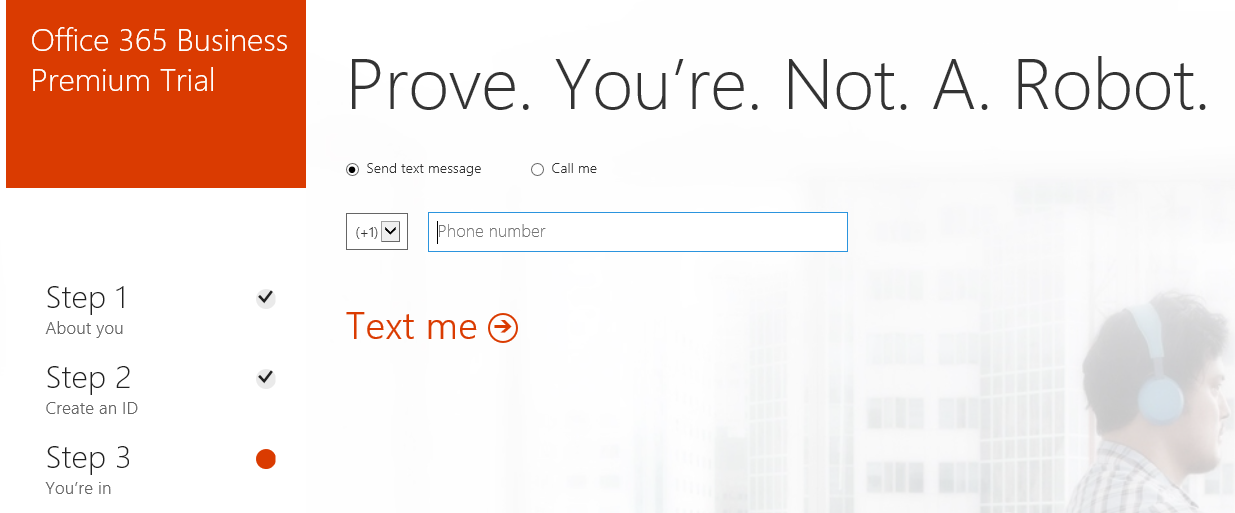 Office 365 Business
Premium Trial
Prove. You’re. Not. A. Robot.
Send text message
Call me
(+1)
Phone number
Text me
Step 1
About you
Step 2
Create an ID
Step 3
You’re in